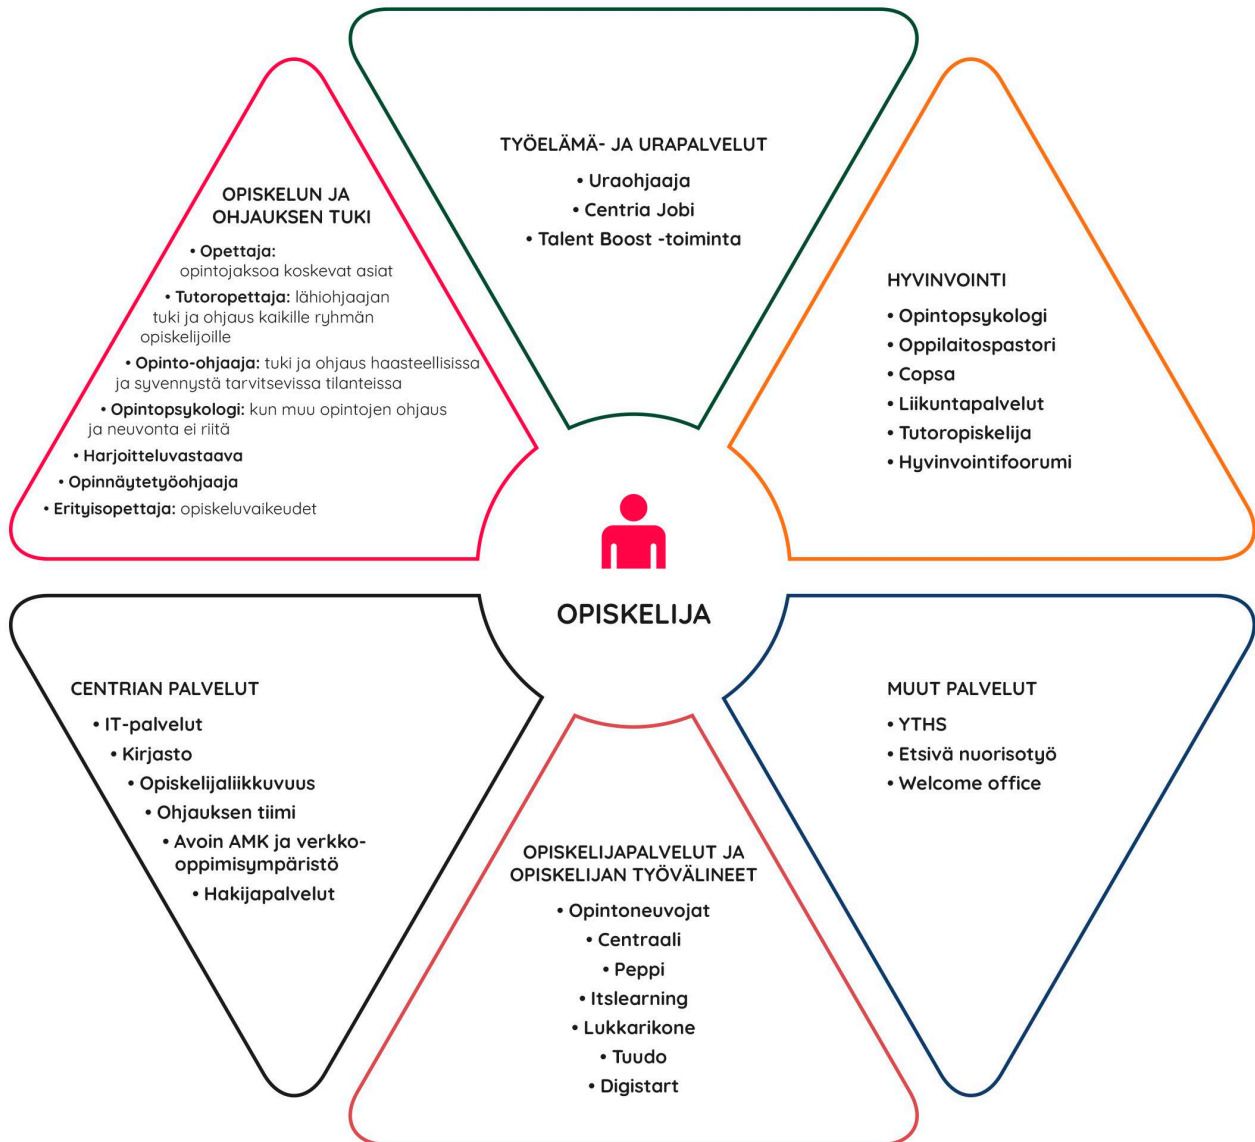 TYÖELÄMÄ- JA URAPALVELUT
• Uraohjaaja
• Centria Jobi
• Talent Boost -toiminta
OPISKELUN JA
OHJAUKSEN TUKI
• Opettaja:
opintojaksoa koskevat asiat
• Tutoropettaja: lähiohjaajan
tuki ja ohjaus kaikille ryhmän
opiskelijoille
• Opinto-ohjaaja: tuki ja ohjaus haasteellisissa
ja syvennystä tarvitsevissa tilanteissa
• Opintopsykologi: kun muu opintojen ohjaus
ja neuvonta ei riitä
• Harjoitteluvastaava
• Opinnäytetyöohjaaja
• Erityisopettaja: opiskeluvaikeudet
HYVINVOINTI
• Opintopsykologi
• Oppilaitospastori
• Copsa
• Liikuntapalvelut
• Tutoropiskelija
• Hyvinvointifoorumi
OPISKELIJA
CENTRIAN PALVELUT
• IT-palvelut
• Kirjasto
• Opiskelijaliikkuvuus
• Ohjauksen tiimi
• Avoin AMK ja verkko-
oppimisympäristö
• Hakijapalvelut
OPISKELIJAPALVELUT JA
OPISKELIJAN TYÖVÄLINEET
• Opintoneuvojat
• Centraali
• Peppi
• Itslearning
• Lukkarikone
• Tuudo
• Digistart
MUUT PALVELUT
• YTHS
• Etsivä nuorisotyö
• Welcome office